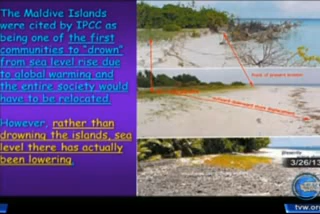 The Maldive Islands
were cited by IPCC as
being one of the first
communities to "drown"
from sea level rise due
to global warming and
the entire society would
have to be relocated.
However, rather than
drowning the islands, sea
level there has actually
been lowering.
3/26/13
tvw.or